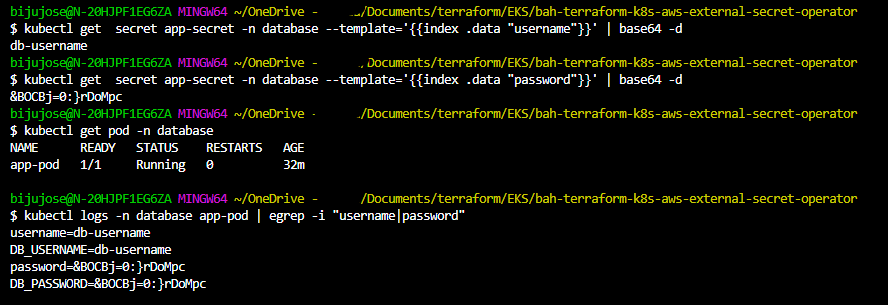 bijujose@N-20HJPF1EG6ZA MINGW64 ~/OneDrive - /Documents/terraform/EKS/bah-terraform-k8s-aws-external-secret-operator
$ kubectl get  secret app-secret -n database --template='{{index .data "username"}}' | base64 -d
db-username
bijujose@N-20HJPF1EG6ZA MINGW64 ~/OneDrive - /Documents/terraform/EKS/bah-terraform-k8s-aws-external-secret-operator
$ kubectl get  secret app-secret -n database --template='{{index .data "password"}}' | base64 -d
&BOCBj=0:}rDoMpc
bijujose@N-20HJPF1EG6ZA MINGW64 ~/OneDrive - /Documents/terraform/EKS/bah-terraform-k8s-aws-external-secret-operator
$ kubectl get pod -n database
NAME      READY   STATUS    RESTARTS   AGE
app-pod   1/1     Running   0          32m
bijujose@N-20HJPF1EG6ZA MINGW64 ~/OneDrive - /Documents/terraform/EKS/bah-terraform-k8s-aws-external-secret-operator
$ kubectl logs -n database app-pod | egrep -i "username|password"
username=db-username
DB_USERNAME=db-username
password=&BOCBj=0:}rDoMpc
DB_PASSWORD=&BOCBj=0:}rDoMpc